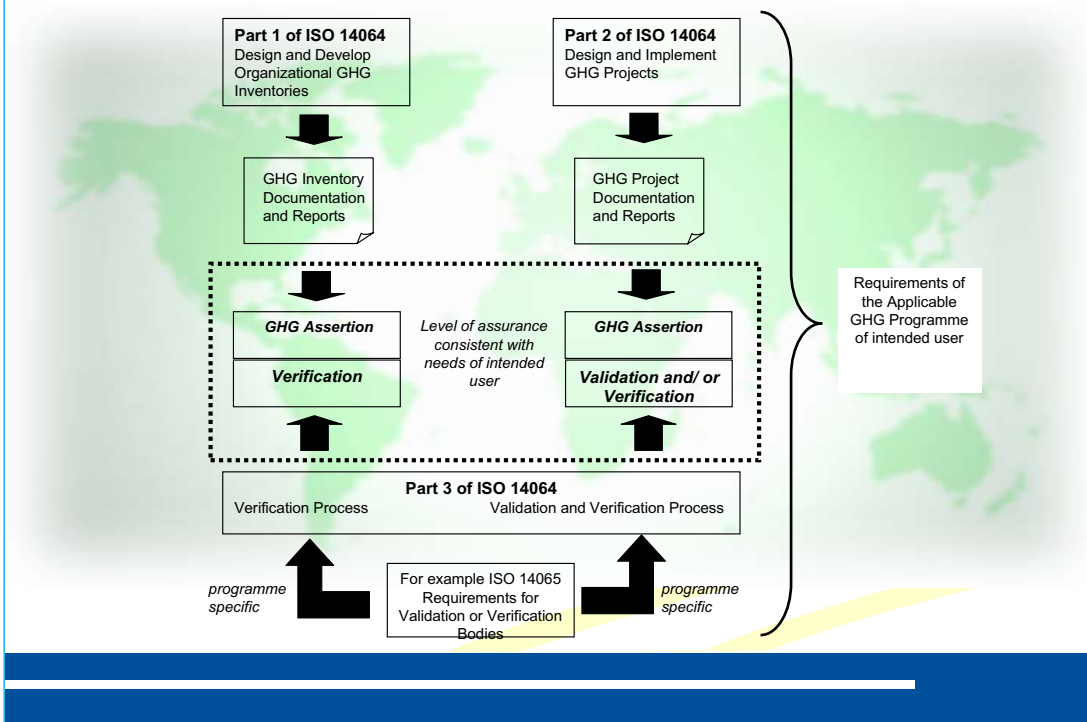 Part 1 of ISO 14064
Design and Develop
Organizational GHG
Inventories
Part 2 of ISO 14064
Design and Implement
GHG Projects
GHG Inventory
Documentation
and Reports
GHG Project
Documentation
and Reports
GHG Assertion
Verification
Level of assurance
consistent with
needs of intended
user
GHG Assertion
Validation and/ or
Verification
Requirements of
the Applicable
GHG Programme
of intended user
Part 3 of ISO 14064
Verification Process
Validation and Verification Process
programme
specific
For example ISO 14065
Requirements for
Validation or Verification
Bodies
programme
specific